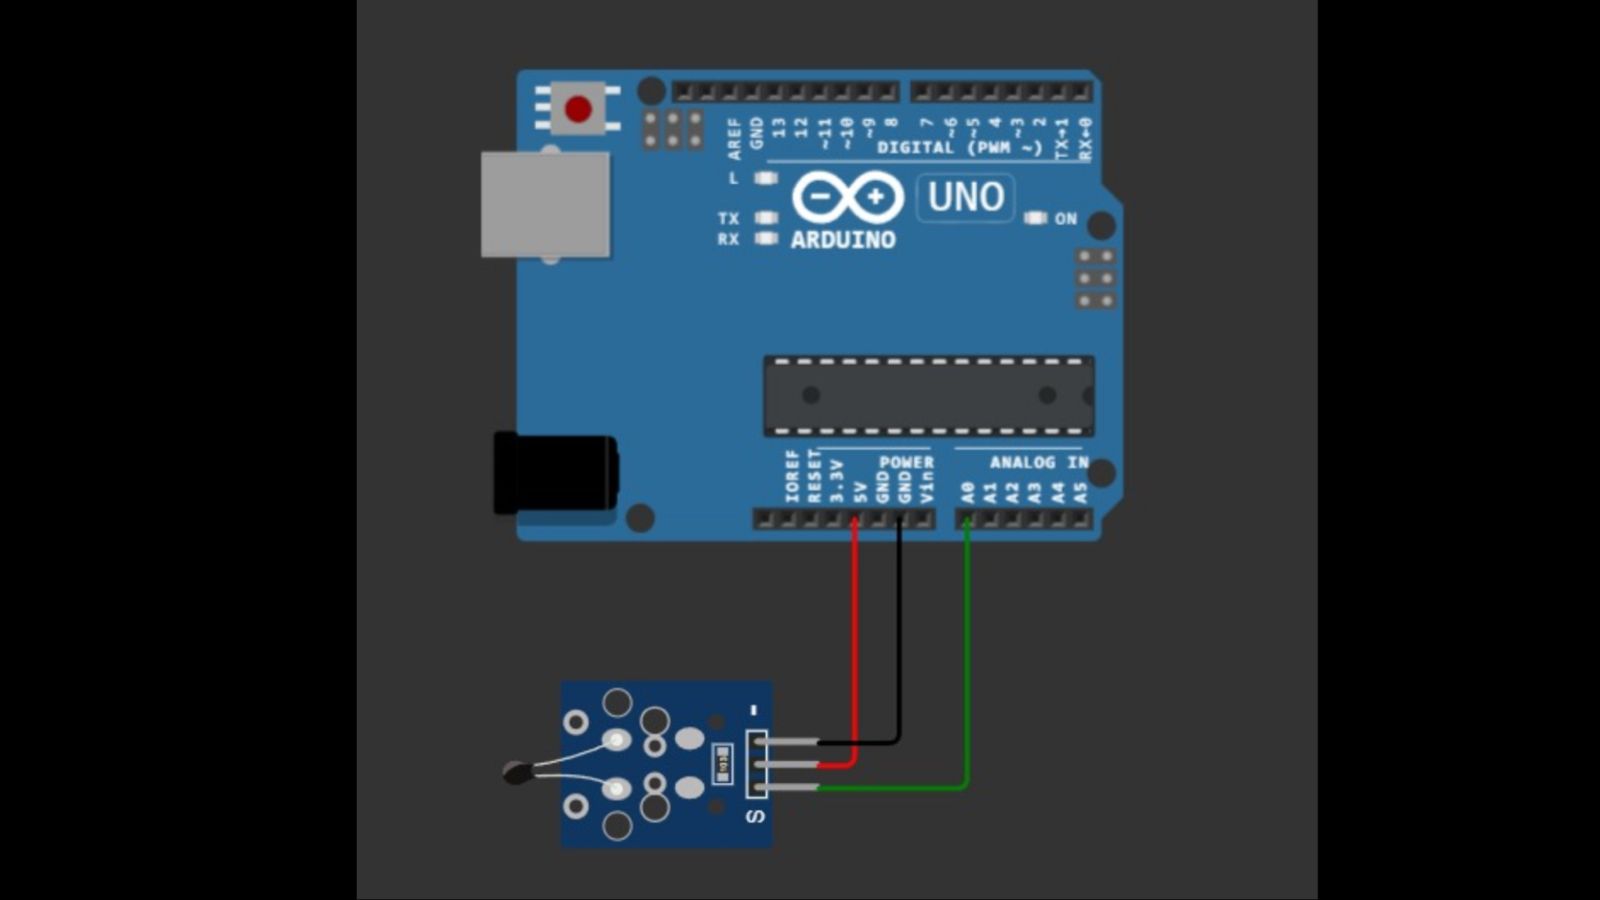 AREF GND 13 12 ~11 ~10 ~9 8 7 ~6 ~5 4 ~3 2 TX→1 RX←0
DIGITAL (PWM ~)
L
UNO
TX
ON
RX
ARDUINO
POWER
ANALOG IN
IOREF RESET 3.3V 5V GND GND Vin A0 A1 A2 A3 A4 A5
-
103
S